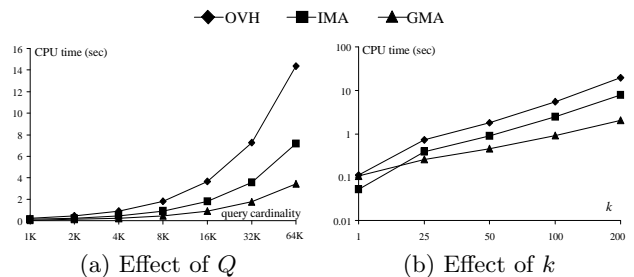 OVH IMA GMA
CPU time (sec)
16
14
12
10
8
6
4
2
0
query cardinality
1K 2K 4K 8K 16K 32K 64K
(a) Effect of Q
CPU time (sec)
100
10
1
0.1
0.01
k
1 25 50 100 200
(b) Effect of k